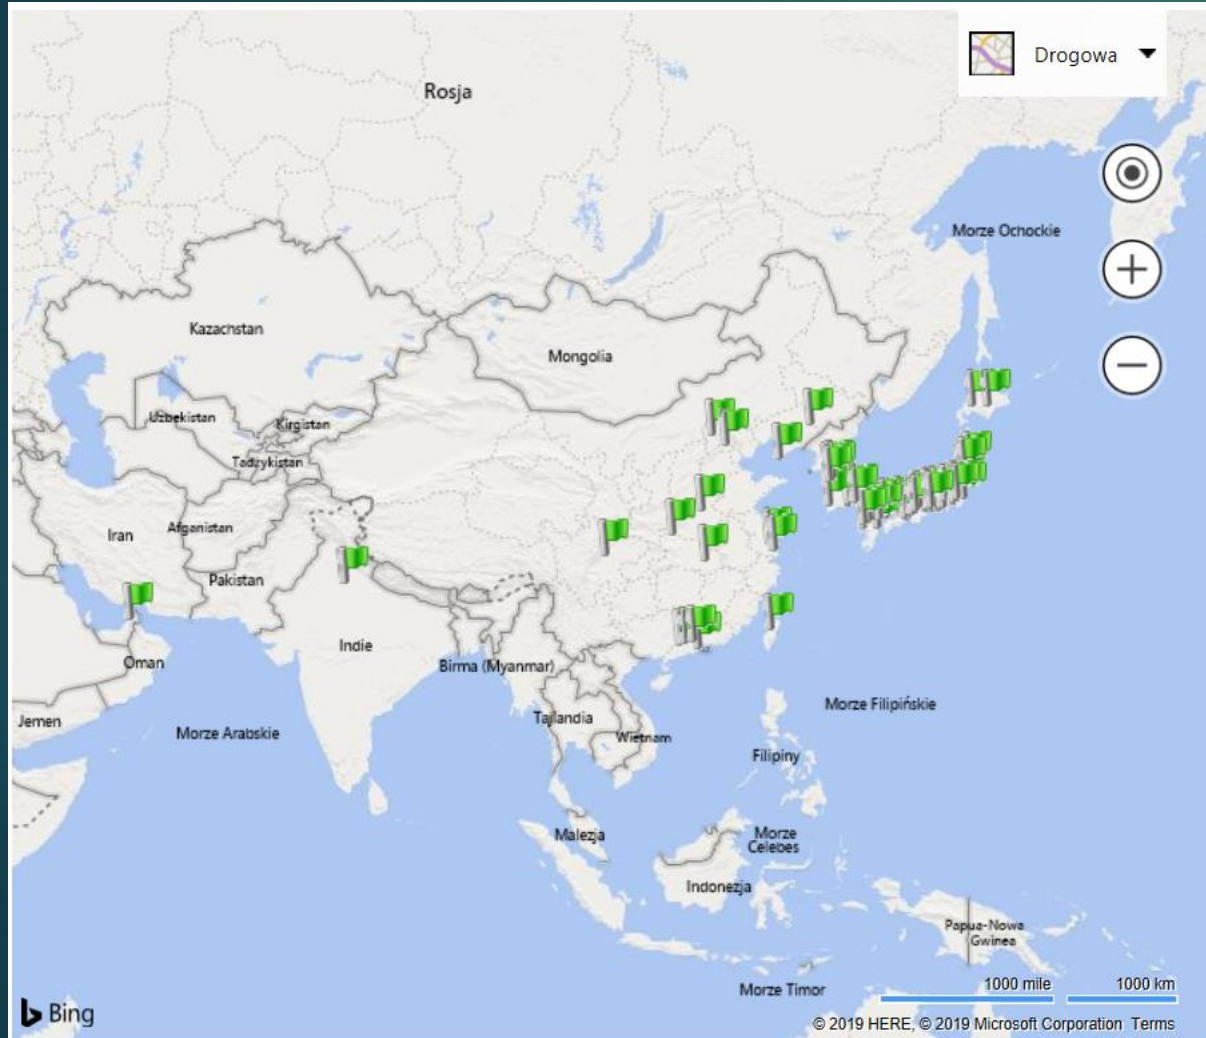 Drogowa
Rosja
Morze Ochockie
Kazachstan
Mongolia
Uzbekistan
Kirgistan
Tadżykistan
Afganistan
Iran
Pakistan
Indie
Oman
Birma (Myanmar)
Jemen
Morze Arabskie
Tajlandia
Wietnam
Morze Filipińskie
Filipiny
Malezja
Morze
Celebes
Indonezja
Papua-Nowa
Gwinea
Morze Timor
1000 mile
1000 km
Bing
© 2019 HERE, © 2019 Microsoft Corporation Terms